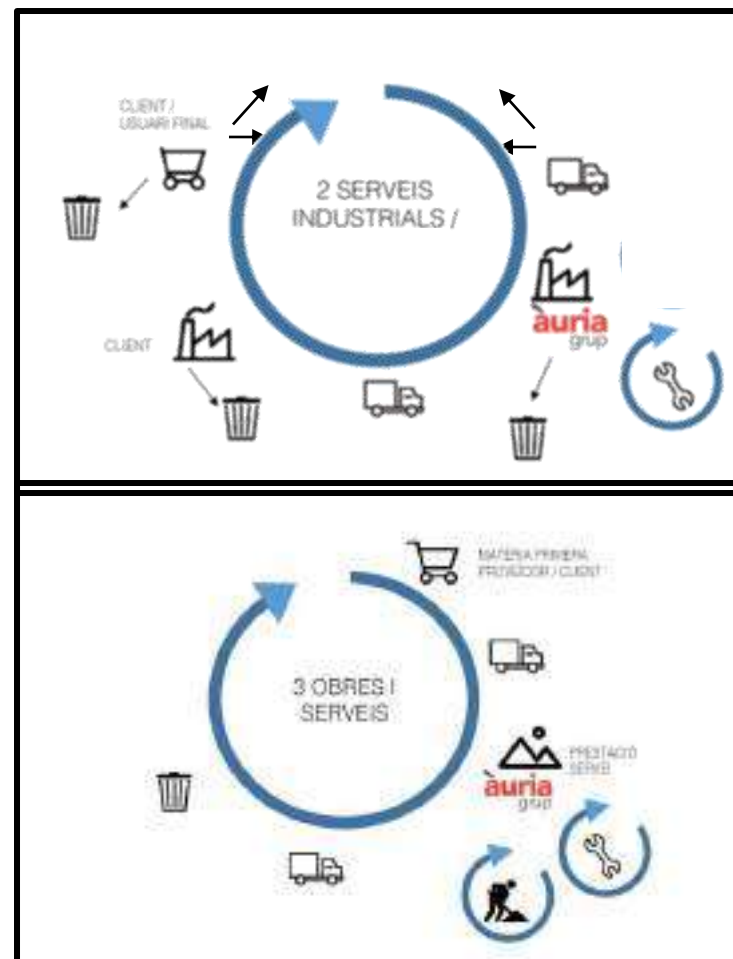 CLIENT /
USUARI FINAL
2 SERVEIS
INDUSTRIALS /
àuria
grup
CLIENT
MATÈRIA PRIMERA
PROVEÏDOR / CLIENT
3 OBRES I
SERVEIS
PRESTACIÓ
SERVEI
àuria
grup